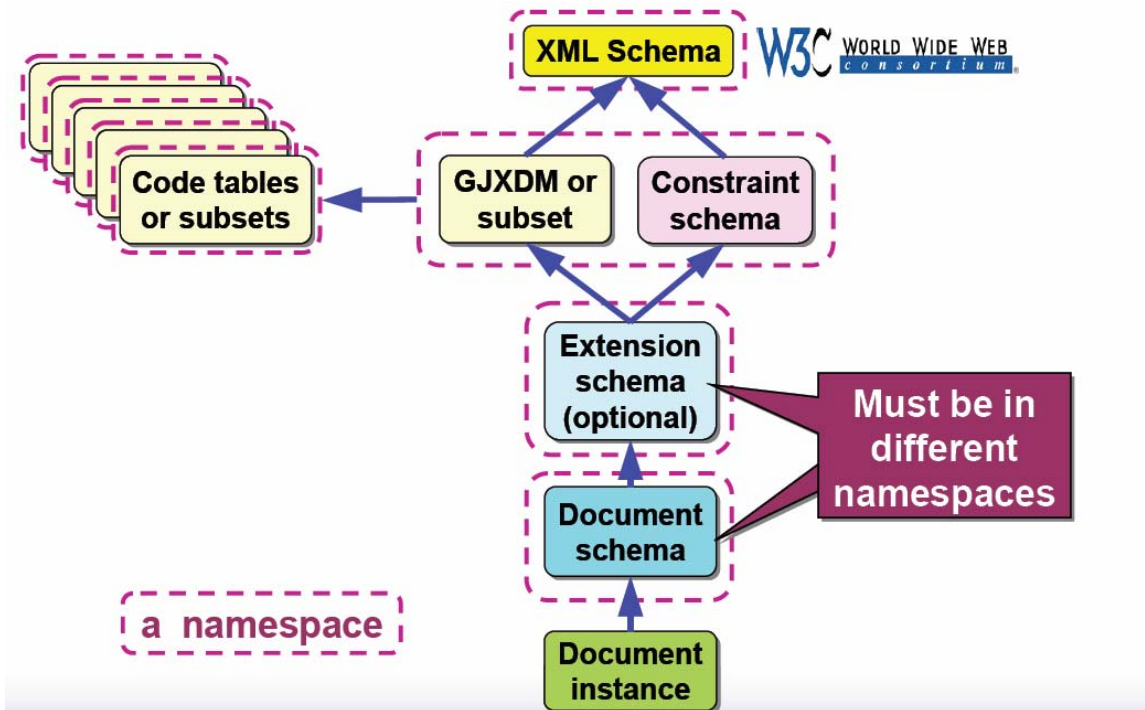 XML Schema
W3C WORLD WIDE WEB
consortium®
Code tables
or subsets
GJXDM or
subset
Constraint
schema
Extension
schema
(optional)
Must be in
different
namespaces
Document
schema
a namespace
Document
instance